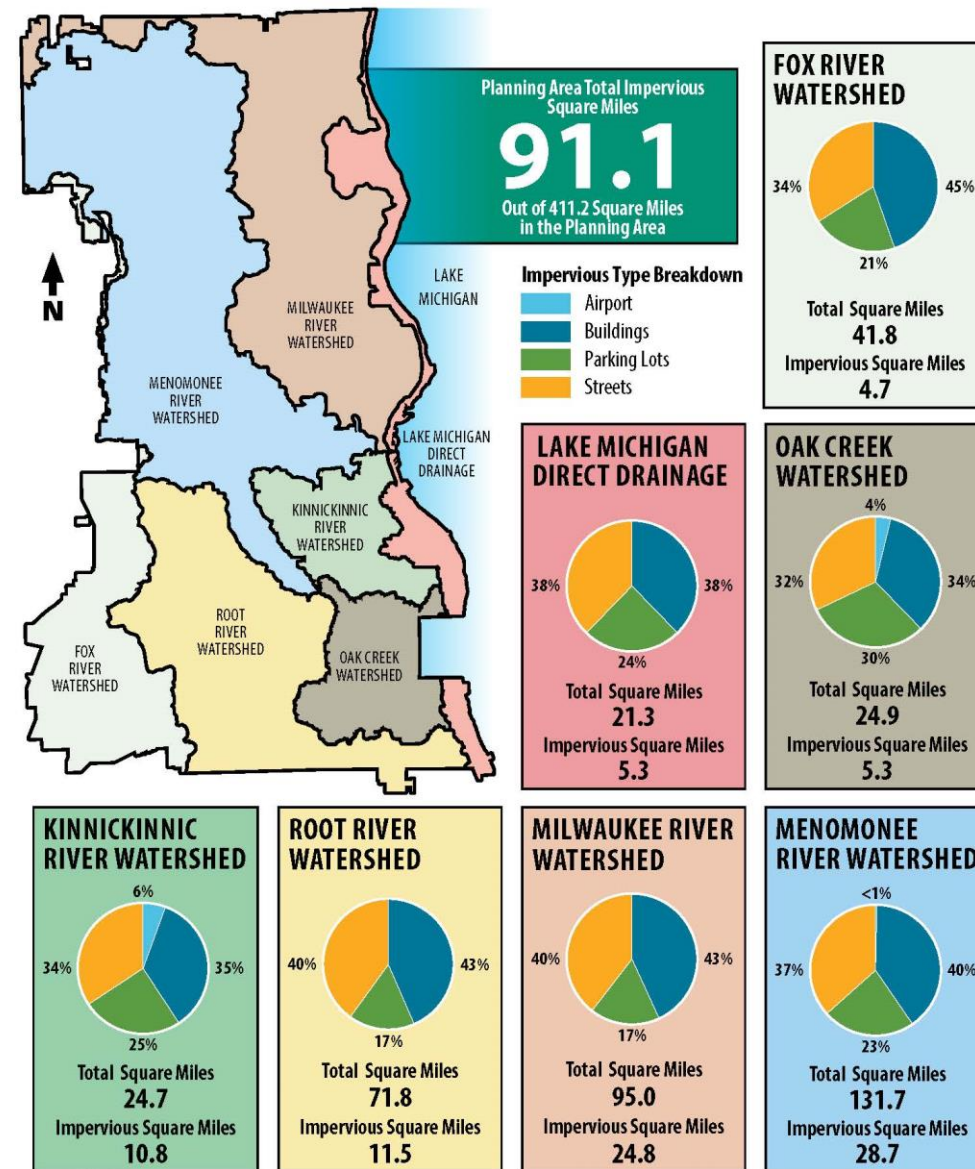 Planning Area Total Impervious
Square Miles
91.1
Out of 411.2 Square Miles
in the Planning Area
N
LAKE
MICHIGAN
MILWAUKEE
RIVER
WATERSHED
MENOMONEE
RIVER
WATERSHED
LAKE MICHIGAN
DIRECT
DRAINAGE
KINNICKINNIC
RIVER
WATERSHED
ROOT
RIVER
WATERSHED
FOX
RIVER
WATERSHED
OAK CREEK
WATERSHED
Impervious Type Breakdown
Airport
Buildings
Parking Lots
Streets
FOX RIVER
WATERSHED
34%
45%
21%
Total Square Miles
41.8
Impervious Square Miles
4.7
LAKE MICHIGAN
DIRECT DRAINAGE
38%
38%
24%
Total Square Miles
21.3
Impervious Square Miles
5.3
OAK CREEK
WATERSHED
4%
32%
34%
30%
Total Square Miles
24.9
Impervious Square Miles
5.3
KINNICKINNIC
RIVER WATERSHED
6%
34%
35%
25%
Total Square Miles
24.7
Impervious Square Miles
10.8
ROOT RIVER
WATERSHED
40%
43%
17%
Total Square Miles
71.8
Impervious Square Miles
11.5
MILWAUKEE RIVER
WATERSHED
40%
43%
17%
Total Square Miles
95.0
Impervious Square Miles
24.8
MENOMONEE
RIVER WATERSHED
<1%
37%
40%
23%
Total Square Miles
131.7
Impervious Square Miles
28.7